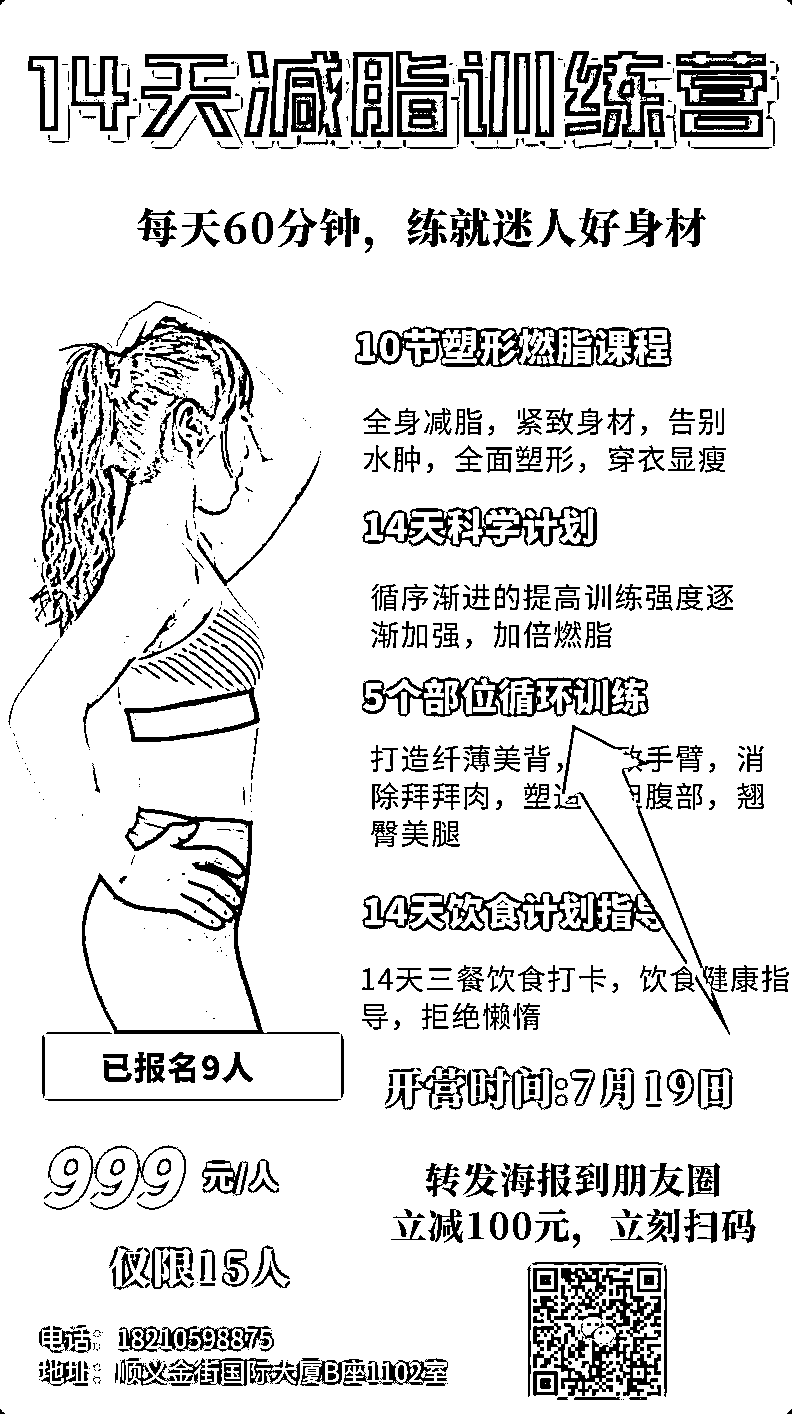 14天减脂训练营
每天60分钟，练就迷人好身材
10节塑形燃脂课程
全身减脂，紧致身材，告别
水肿，全面塑形，穿衣显瘦
14天科学计划
循序渐进的提高训练强度逐
渐加强，加倍燃脂
5个部位循环训练
打造纤薄美背，手臂，消
除拜拜肉，塑腹部，翘
臀美腿
14天饮食计划指导
14天三餐饮食打卡，饮食健康指
导，拒绝懒惰
已报名9人
开营时间:7月19日
999元/人
仅限15人
转发海报到朋友圈
立减100元，立刻扫码
电话：18210598875
地址：顺义金街国际大厦B座1102室